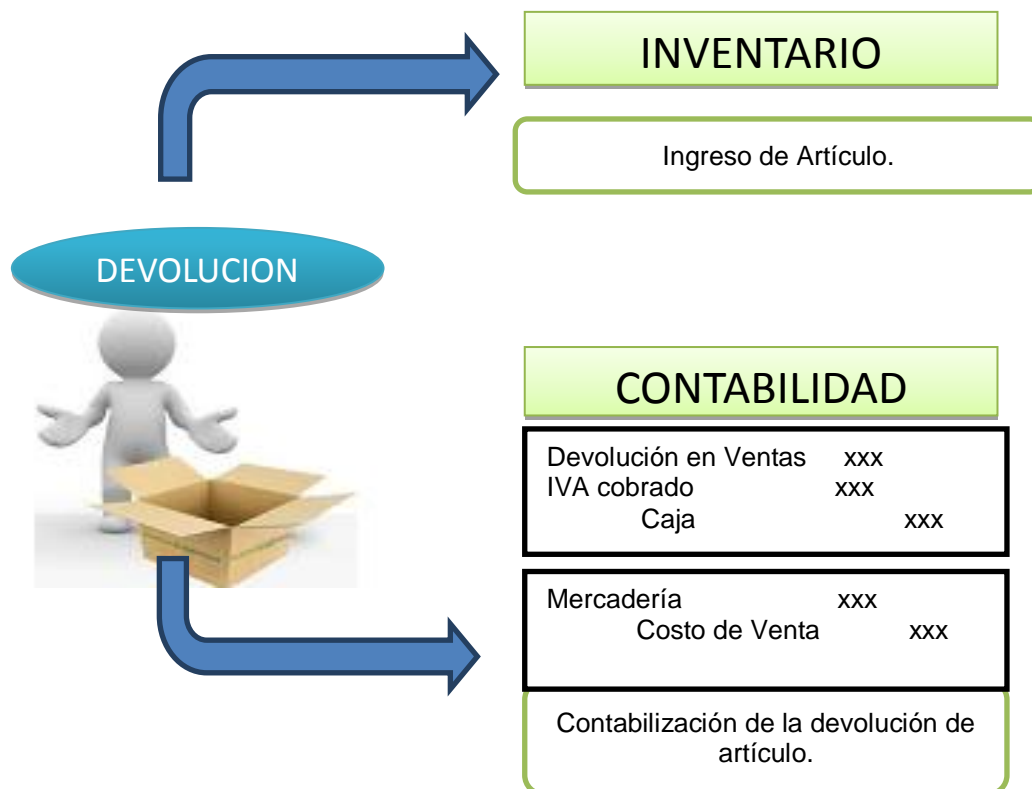 INVENTARIO
Ingreso de Artículo.
DEVOLUCION
CONTABILIDAD
Devolución en Ventas xxx
IVA cobrado xxx
Caja xxx
Mercadería xxx
Costo de Venta xxx
Contabilización de la devolución de
artículo.